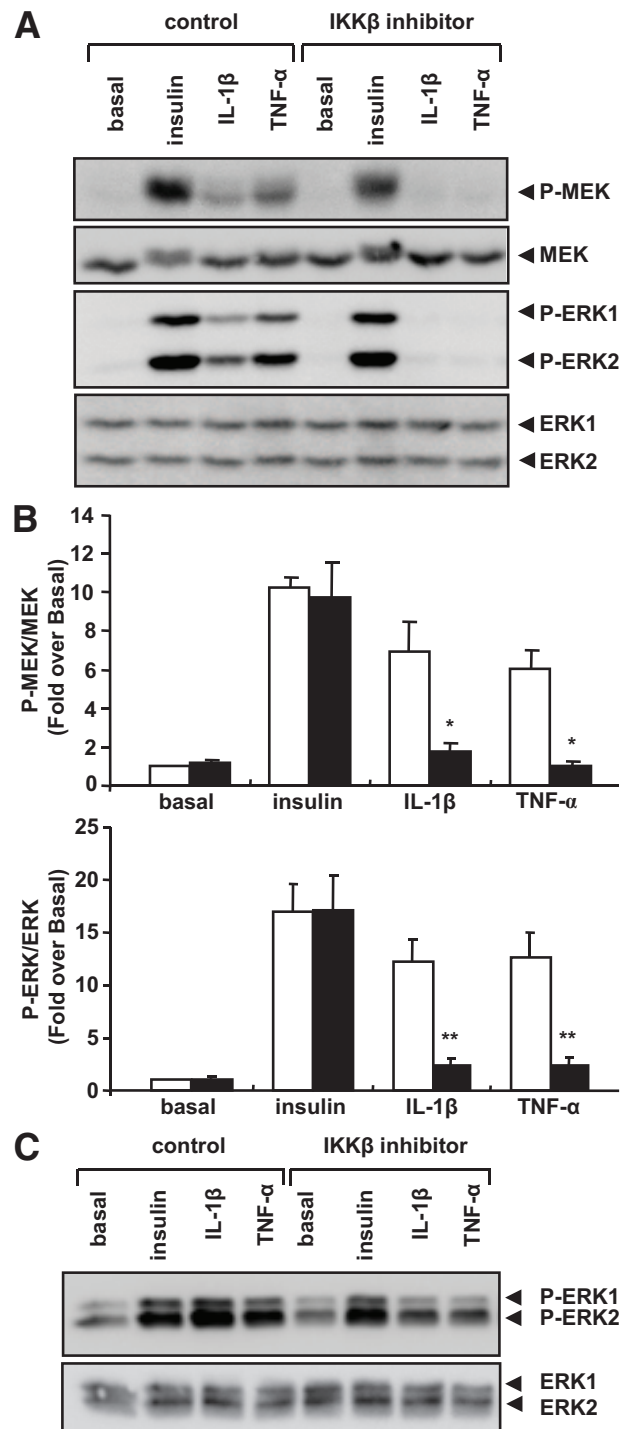 A
control IKKβ inhibitor
basal insulin IL-1β TNF-α basal insulin IL-1β TNF-α
P-MEK
MEK
P-ERK1
P-ERK2
ERK1
ERK2
B
P-MEK/MEK
(Fold over Basal)
14
12
10
8
6
4
2
0
* *
basal insulin IL-1β TNF-α
P-ERK/ERK
(Fold over Basal)
25
20
15
10
5
0
** **
basal insulin IL-1β TNF-α
C
control IKKβ inhibitor
basal insulin IL-1β TNF-α basal insulin IL-1β TNF-α
P-ERK1
P-ERK2
ERK1
ERK2